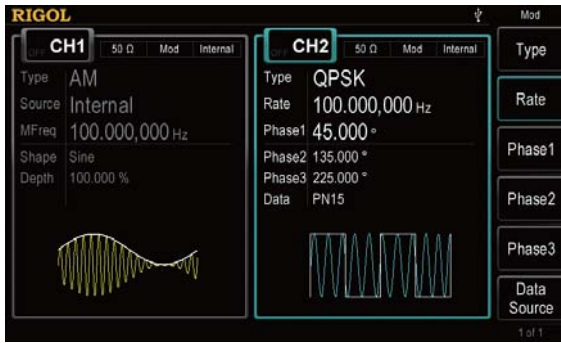 RIGOL
Mod
OFF CH1 50 Ω Mod Internal
Type AM
Source Internal
MFreq 100.000,000 Hz
Shape Sine
Depth 100.000 %
OFF CH2 50 Ω Mod Internal
Type QPSK
Rate 100.000,000 Hz
Phase1 45.000 °
Phase2 135.000 °
Phase3 225.000 °
Data PN15
Type
Rate
Phase1
Phase2
Phase3
Data
Source
1 of 1